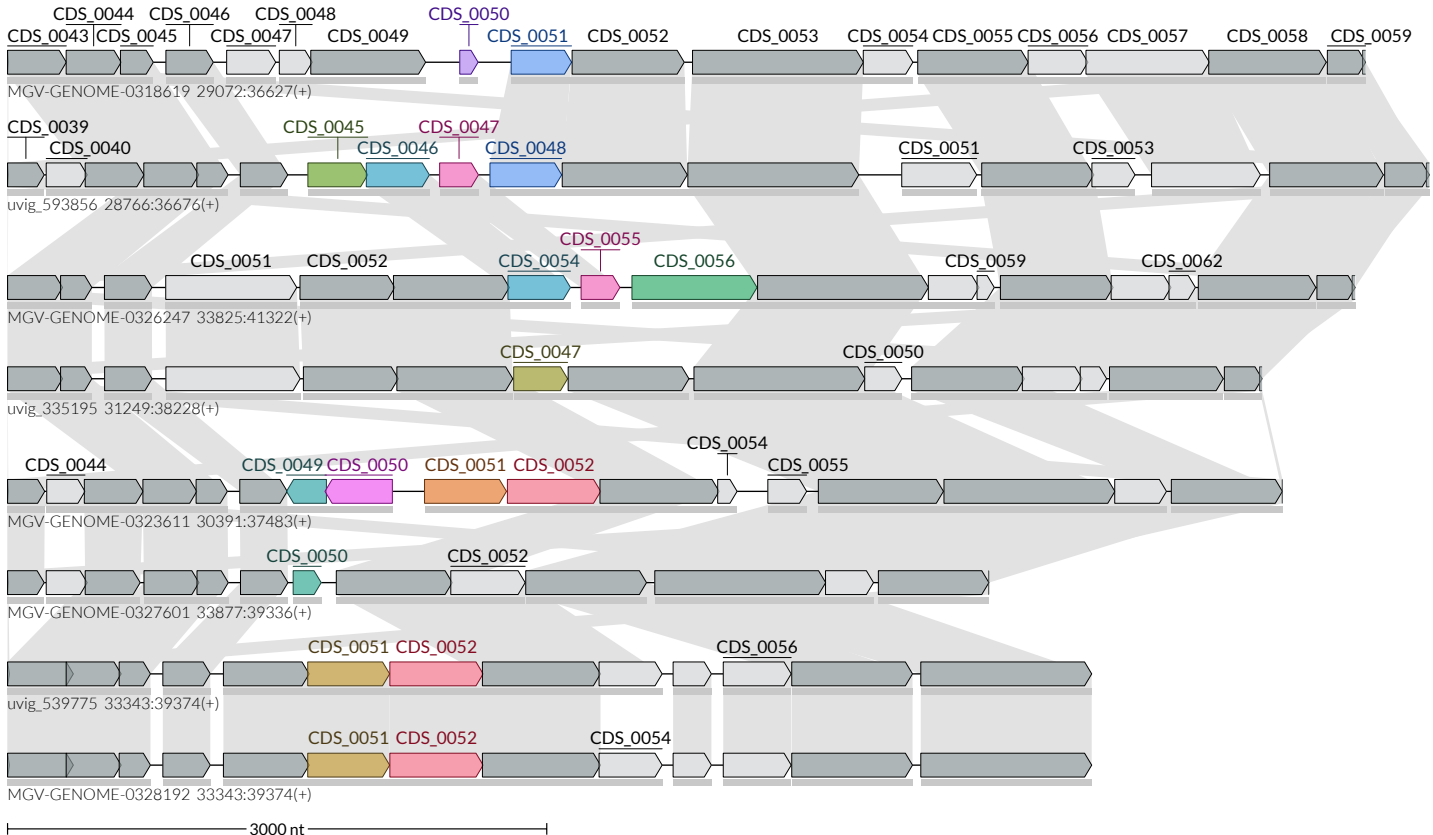 CDS_0044 CDS_0046 CDS_0048 CDS_0050
CDS_0043 CDS_0045 CDS_0047 CDS_0049 CDS_0051 CDS_0052 CDS_0053 CDS_0054 CDS_0055 CDS_0056 CDS_0057 CDS_0058 CDS_0059
MGV-GENOME-0318619 29072:36627(+)
CDS_0039 CDS_0045 CDS_0047
CDS_0040 CDS_0046 CDS_0048 CDS_0051 CDS_0053
uvig_593856 28766:36676(+)
CDS_0055
CDS_0051 CDS_0052 CDS_0054 CDS_0056 CDS_0059 CDS_0062
MGV-GENOME-0326247 33825:41322(+)
CDS_0047 CDS_0050
uvig_335195 31249:38228(+)
CDS_0054
CDS_0044 CDS_0049 CDS_0050 CDS_0051 CDS_0052 CDS_0055
MGV-GENOME-0323611 30391:37483(+)
CDS_0050 CDS_0052
MGV-GENOME-0327601 33877:39336(+)
CDS_0051 CDS_0052 CDS_0056
uvig_539775 33343:39374(+)
CDS_0051 CDS_0052 CDS_0054
MGV-GENOME-0328192 33343:39374(+)
3000 nt